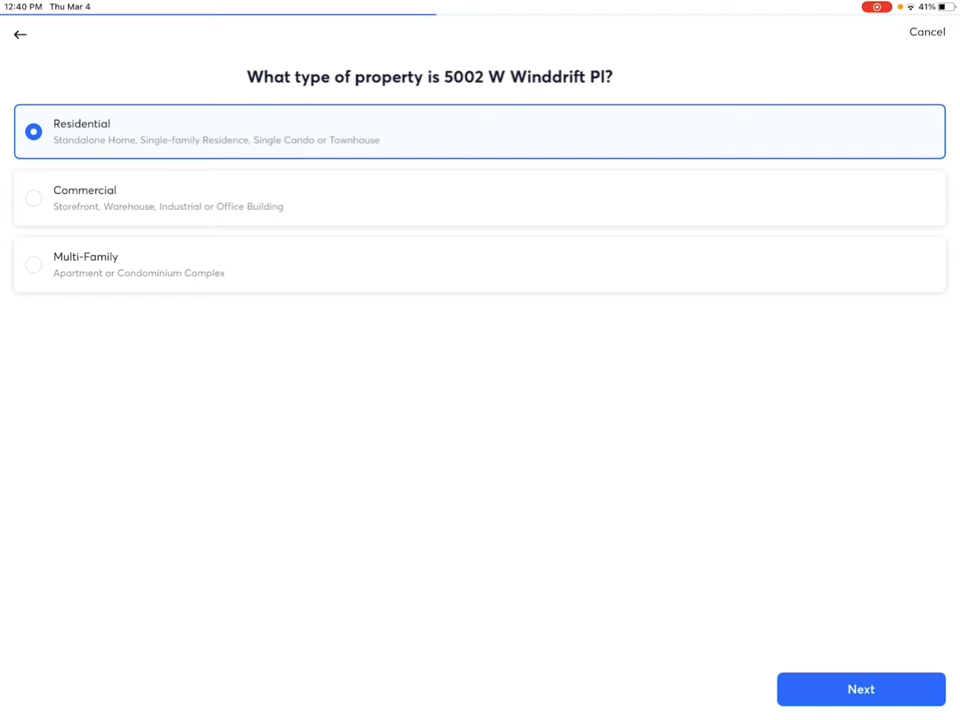 12:40 PM Thu Mar 4
41%
Cancel
What type of property is 5002 W Winddrift Pl?
Residential
Standalone Home, Single-family Residence, Single Condo or Townhouse
Commercial
Storefront, Warehouse, Industrial or Office Building
Multi-Family
Apartment or Condominium Complex
Next